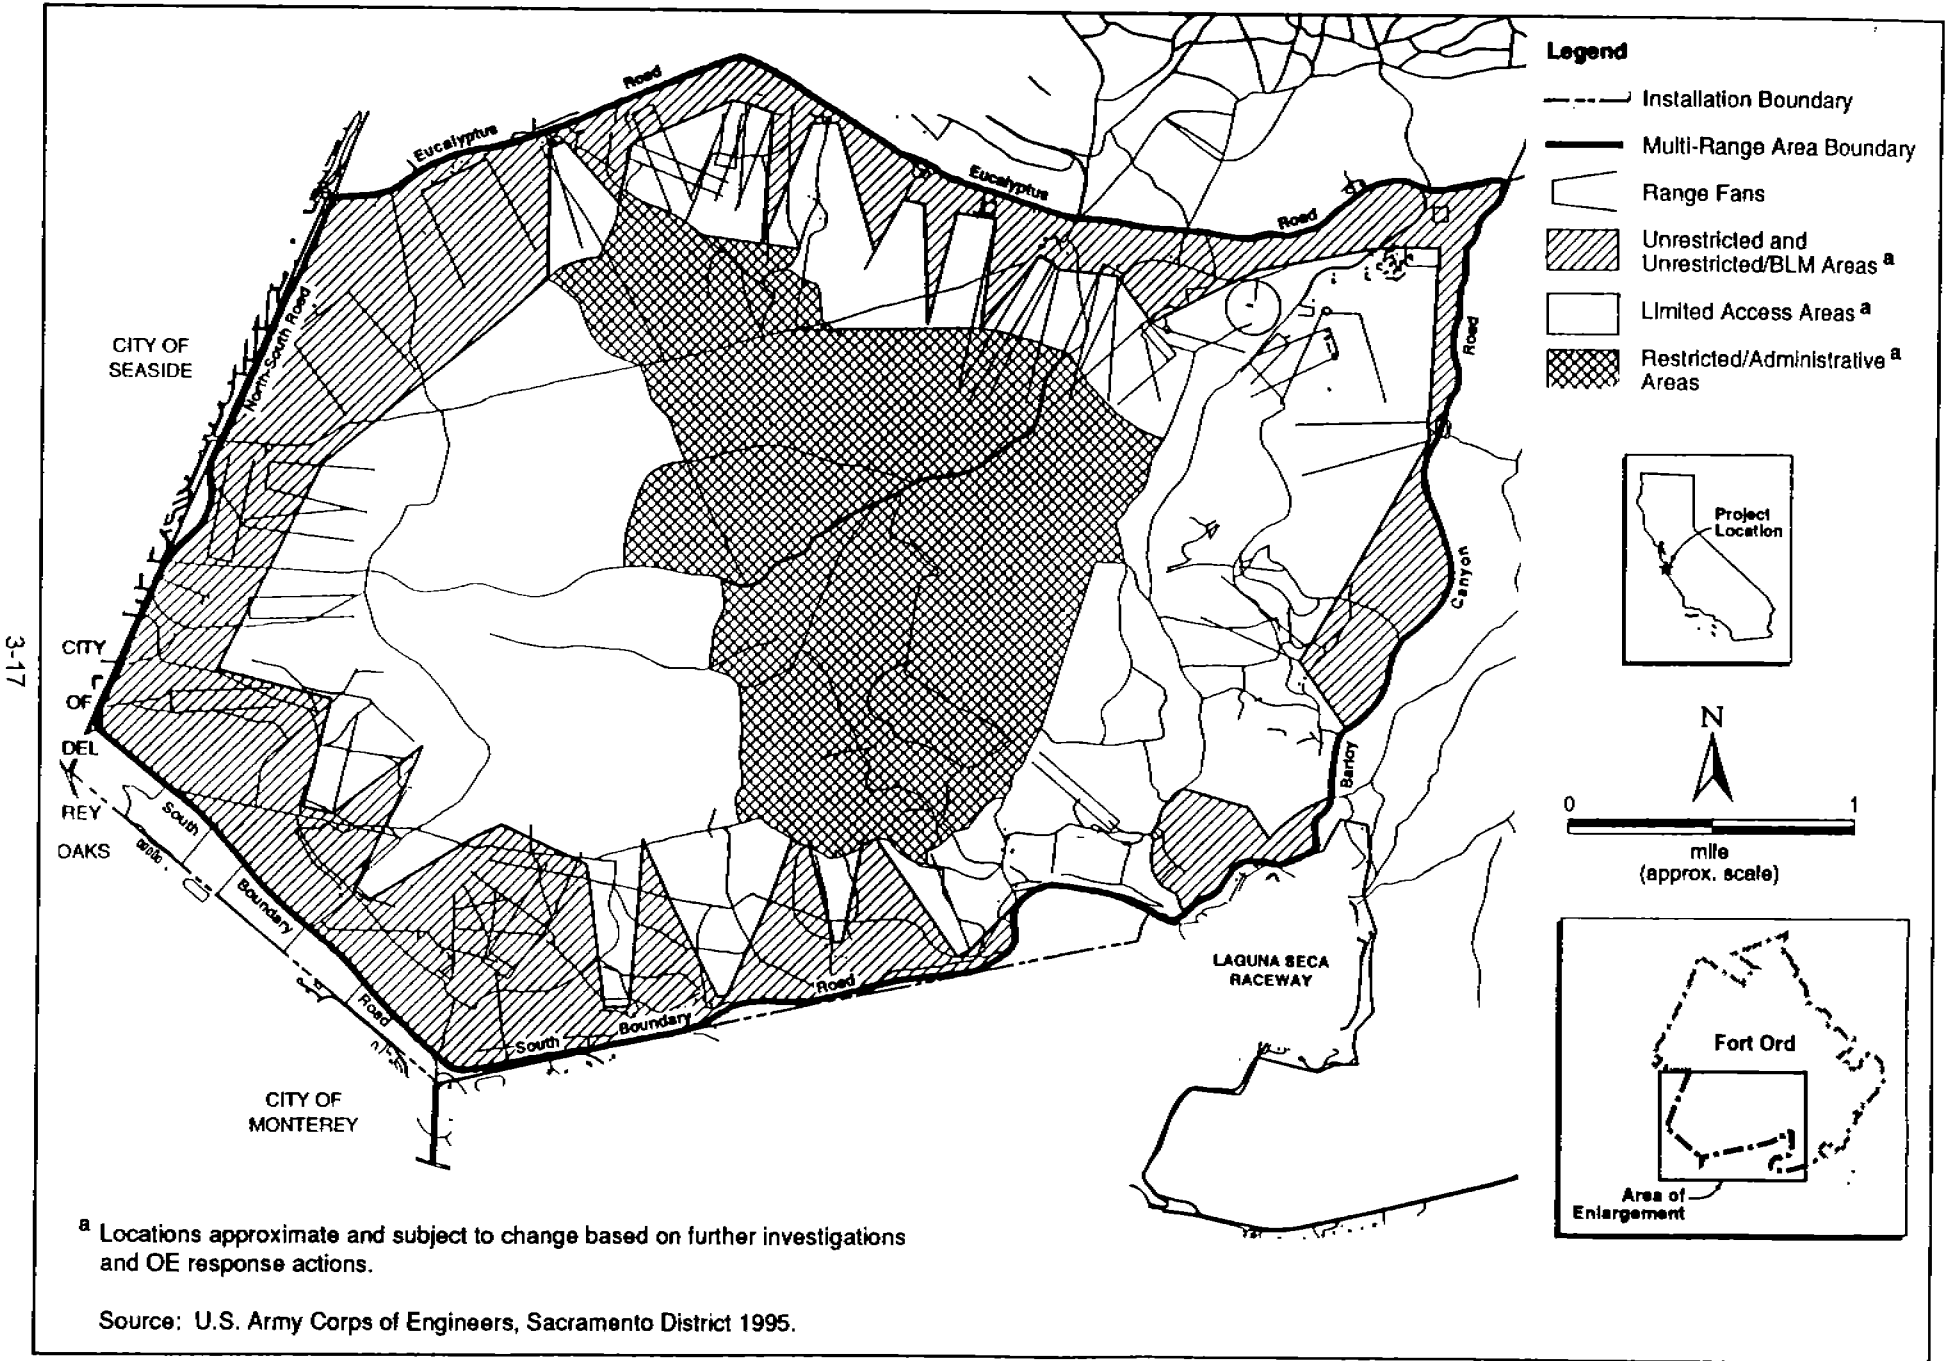 Legend
Installation Boundary
Multi-Range Area Boundary
Range Fans
Unrestricted and
Unrestricted/BLM Areas a
Limited Access Areas a
Restricted/Administrative a
Areas
Road
Eucalyptus
Eucalyptus
Road
North-South Road
Road
CITY OF
SEASIDE
Canyon
Barloy
CITY
OF
DEL
REY
OAKS
South
Boundary
Road
South
Boundary
Road
LAGUNA SECA
RACEWAY
CITY OF
MONTEREY
Project
Location
N
0 1
mile
(approx. scale)
Fort Ord
Area of
Enlargement
3-17
a Locations approximate and subject to change based on further investigations
and OE response actions.
Source: U.S. Army Corps of Engineers, Sacramento District 1995.